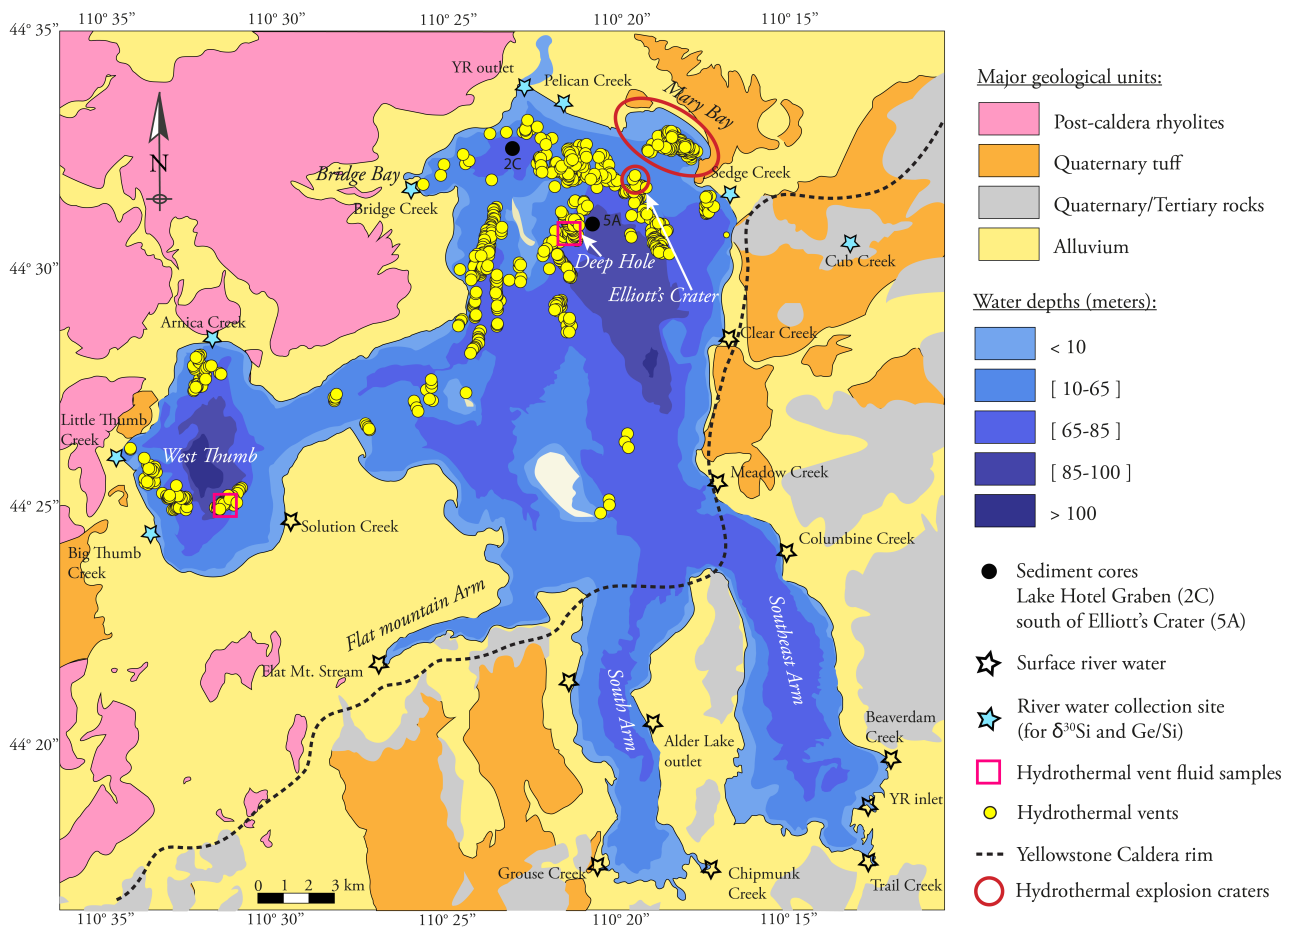 110° 35”
110° 30”
110° 25”
110° 20”
110° 15”
44° 35”
44° 30”
44° 25”
44° 20”
YR outlet
Pelican Creek
Mary Bay
Bridge Bay
2C
Sedge Creek
Bridge Creek
5A
Deep Hole
Cub Creek
Elliott's Crater
Arnica Creek
Clear Creek
Little Thumb
Creek
West Thumb
Meadow Creek
Solution Creek
Columbine Creek
Big Thumb
Creek
Flat mountain Arm
Southeast Arm
Flat Mt. Stream
South Arm
Beaverdam
Creek
Alder Lake
outlet
YR inlet
Grouse Creek
Chipmunk
Creek
Trail Creek
N
0 1 2 3 km
110° 35”
110° 30”
110° 25”
110° 20”
110° 15”
Major geological units:
Post-caldera rhyolites
Quaternary tuff
Quaternary/Tertiary rocks
Alluvium
Water depths (meters):
< 10
[ 10-65 ]
[ 65-85 ]
[ 85-100 ]
> 100
Sediment cores
Lake Hotel Graben (2C)
south of Elliott's Crater (5A)
Surface river water
River water collection site
(for δ³⁰Si and Ge/Si)
Hydrothermal vent fluid samples
Hydrothermal vents
Yellowstone Caldera rim
Hydrothermal explosion craters